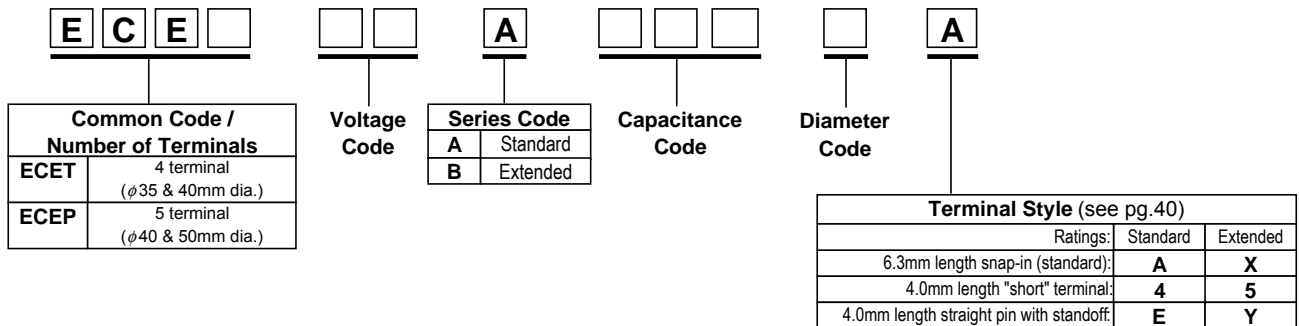 E C E A A
Common Code /
Number of Terminals
ECET 4 terminal
(ϕ35 & 40mm dia.)
ECEP 5 terminal
(ϕ40 & 50mm dia.)
Voltage
Code
Series Code
A Standard
B Extended
Capacitance
Code
Diameter
Code
Terminal Style (see pg.40)
Ratings: Standard Extended
6.3mm length snap-in (standard): A X
4.0mm length "short" terminal: 4 5
4.0mm length straight pin with standoff: E Y